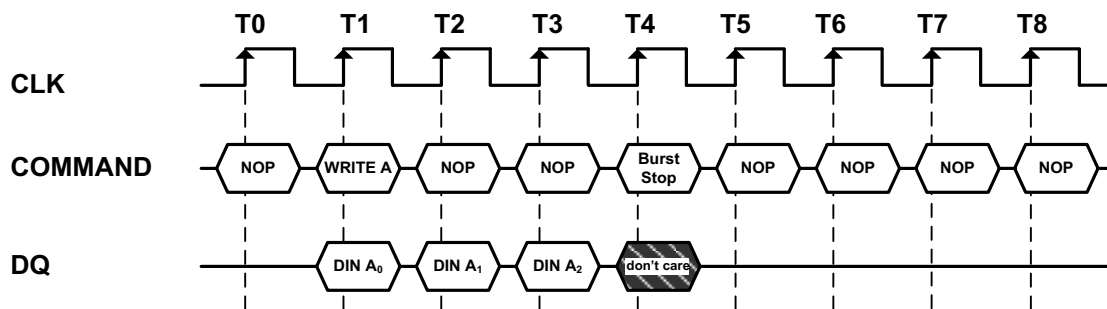 T0 T1 T2 T3 T4 T5 T6 T7 T8
CLK
COMMAND NOP WRITE A NOP NOP Burst Stop NOP NOP NOP NOP
DQ DIN A₀ DIN A₁ DIN A₂ don't care